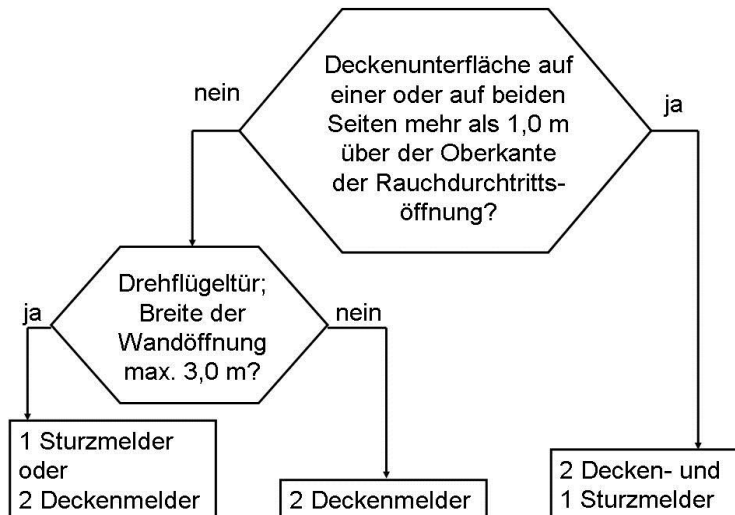 Deckenunterfläche auf
einer oder auf beiden
Seiten mehr als 1,0 m
über der Oberkante
der Rauchdurchtritts-
öffnung?
nein
ja
Drehflügeltür;
Breite der
Wandöffnung
max. 3,0 m?
ja
nein
1 Sturzmelder
oder
2 Deckenmelder
2 Deckenmelder
2 Decken- und
1 Sturzmelder